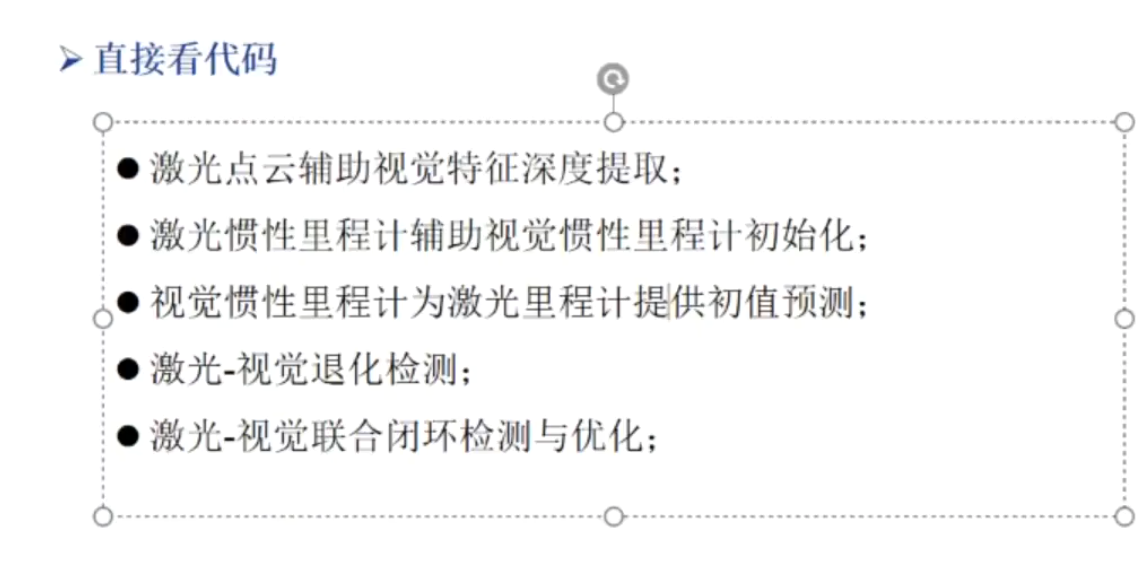 ➢ 直接看代码
● 激光点云辅助视觉特征深度提取；
● 激光惯性里程计辅助视觉惯性里程计初始化；
● 视觉惯性里程计为激光里程计提供初值预测；
● 激光-视觉退化检测；
● 激光-视觉联合闭环检测与优化；